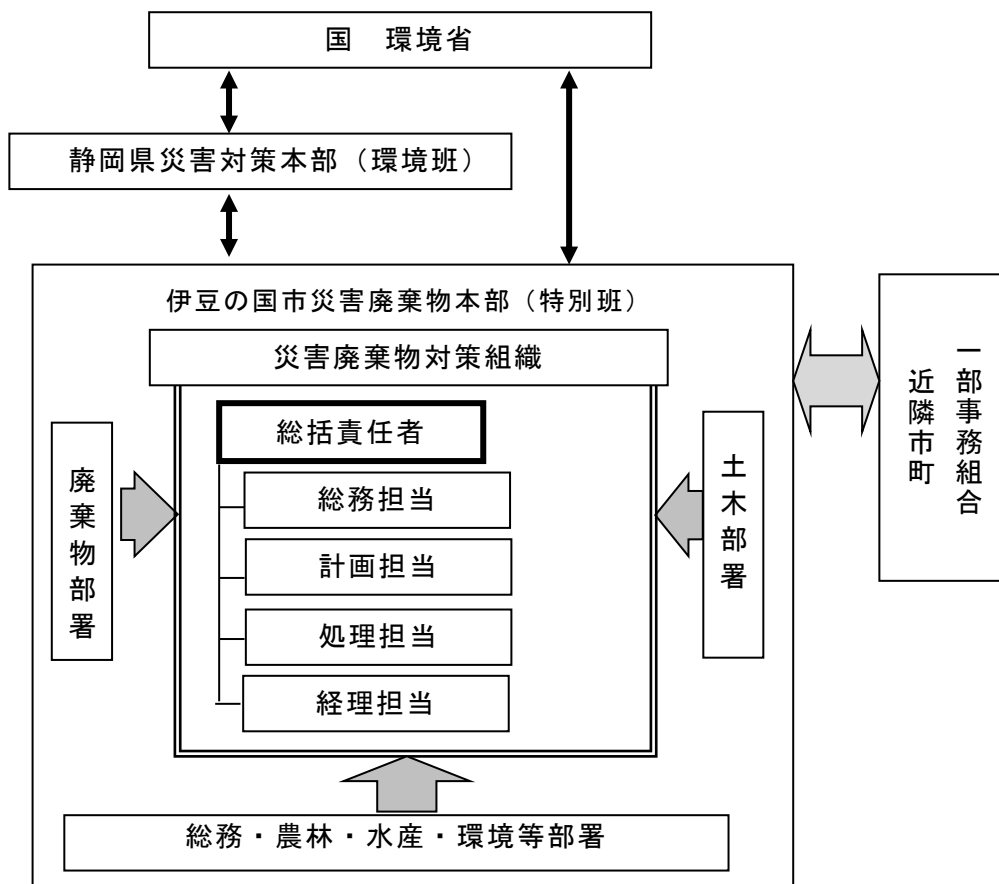 国　環境省
静岡県災害対策本部（環境班）
伊豆の国市災害廃棄物本部（特別班）
災害廃棄物対策組織
総括責任者
総務担当
計画担当
処理担当
経理担当
廃棄物部署
土木部署
一部事務組合
近隣市町
総務・農林・水産・環境等部署